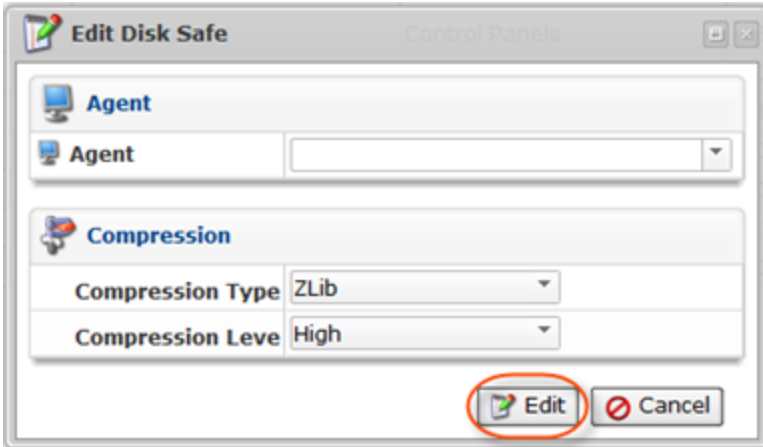 Edit Disk Safe
Control Panels
Agent
Agent
Compression
Compression Type ZLib
Compression Leve High
Edit Cancel